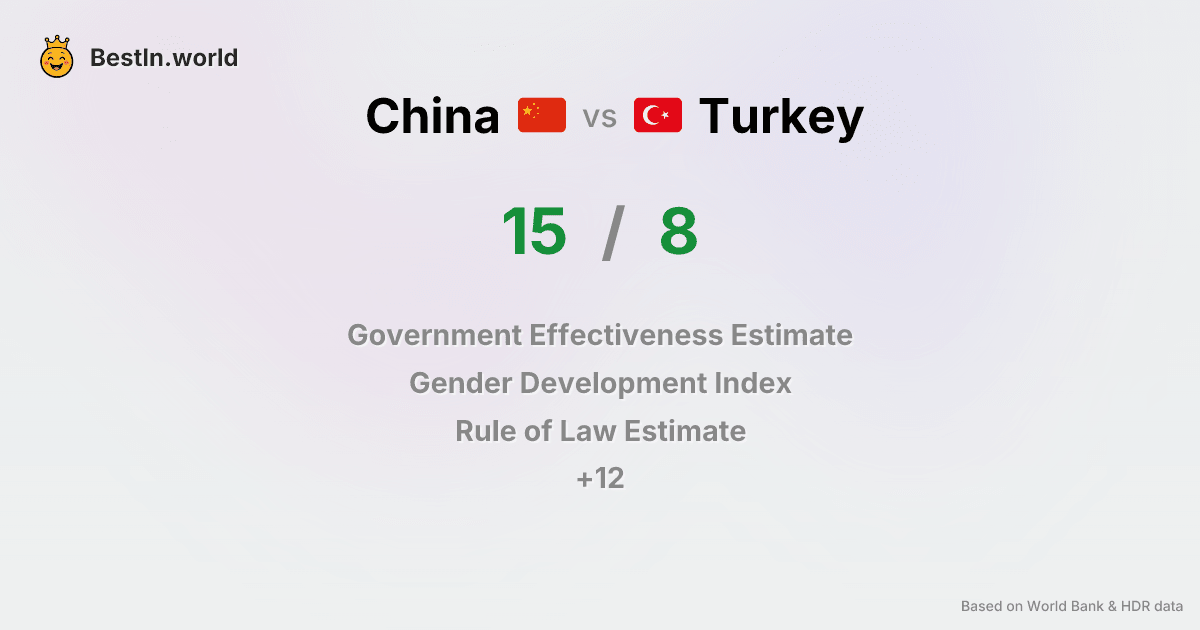 BestIn.world
China vs Turkey
15 / 8
Government Effectiveness Estimate
Gender Development Index
Rule of Law Estimate
+12
Based on World Bank & HDR data